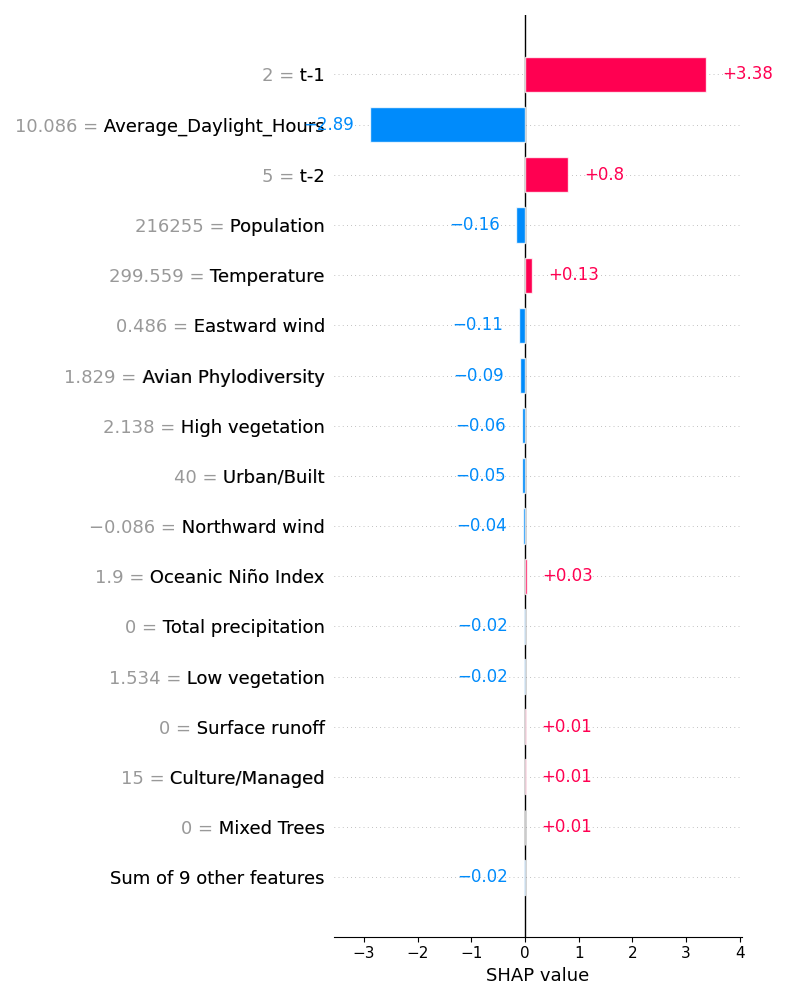 2 = t-1 +3.38
10.086 = Average_Daylight_Hours −2.89
5 = t-2 +0.8
216255 = Population −0.16
299.559 = Temperature +0.13
0.486 = Eastward wind −0.11
1.829 = Avian Phylodiversity −0.09
2.138 = High vegetation −0.06
40 = Urban/Built −0.05
−0.086 = Northward wind −0.04
1.9 = Oceanic Niño Index +0.03
0 = Total precipitation −0.02
1.534 = Low vegetation −0.02
0 = Surface runoff +0.01
15 = Culture/Managed +0.01
0 = Mixed Trees +0.01
Sum of 9 other features −0.02
−3 −2 −1 0 1 2 3 4
SHAP value